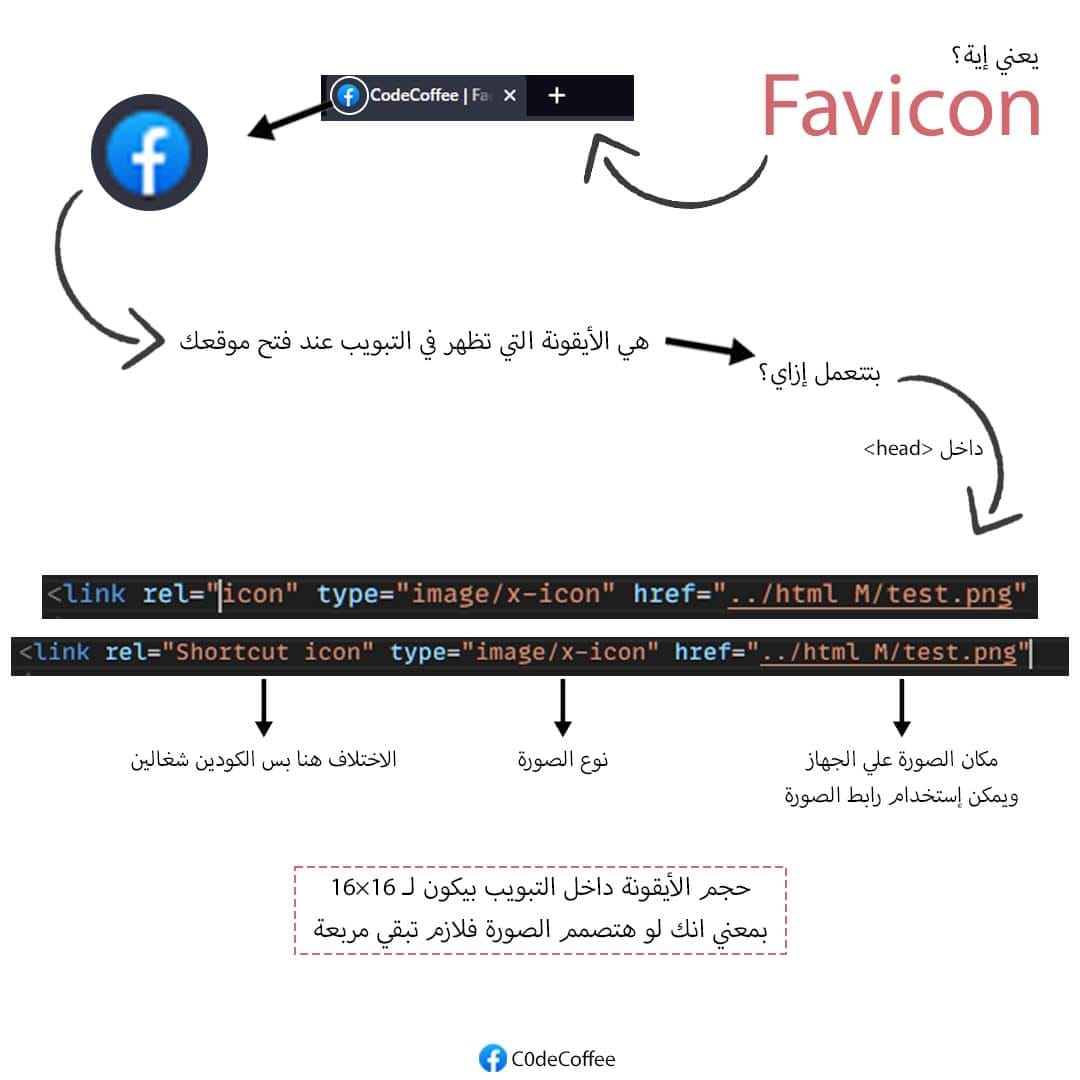 يعني إية؟
Favicon
CodeCoffee | Fa
هي الأيقونة التي تظهر في التبويب عند فتح موقعك
بتتعمل إزاي؟
داخل <head>
<link rel="icon" type="image/x-icon" href="../html M/test.png"
<link rel="Shortcut icon" type="image/x-icon" href="../html M/test.png"
مكان الصورة علي الجهاز
ويمكن إستخدام رابط الصورة
نوع الصورة
الاختلاف هنا بس الكودين شغالين
حجم الأيقونة داخل التبويب بيكون لـ 16×16
بمعني انك لو هتصمم الصورة فلازم تبقي مربعة
C0deCoffee